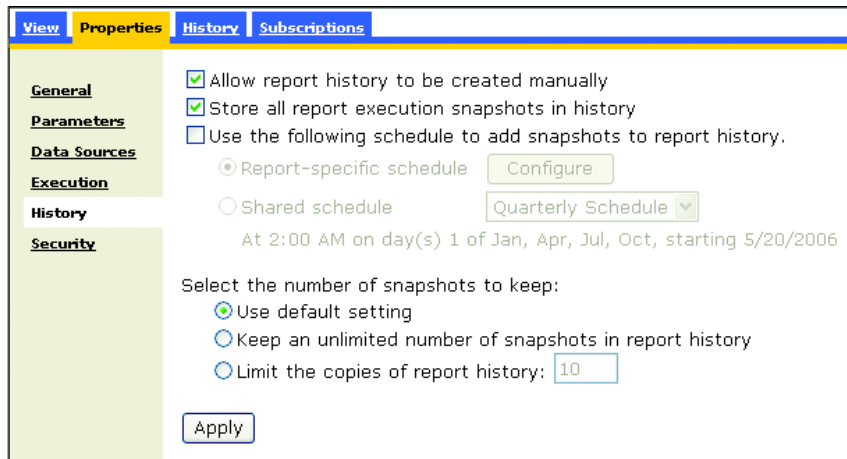 View Properties History Subscriptions
General
Parameters
Data Sources
Execution
History
Security
Allow report history to be created manually
Store all report execution snapshots in history
Use the following schedule to add snapshots to report history.
Report-specific schedule Configure
Shared schedule Quarterly Schedule
At 2:00 AM on day(s) 1 of Jan, Apr, Jul, Oct, starting 5/20/2006
Select the number of snapshots to keep:
Use default setting
Keep an unlimited number of snapshots in report history
Limit the copies of report history: 10
Apply